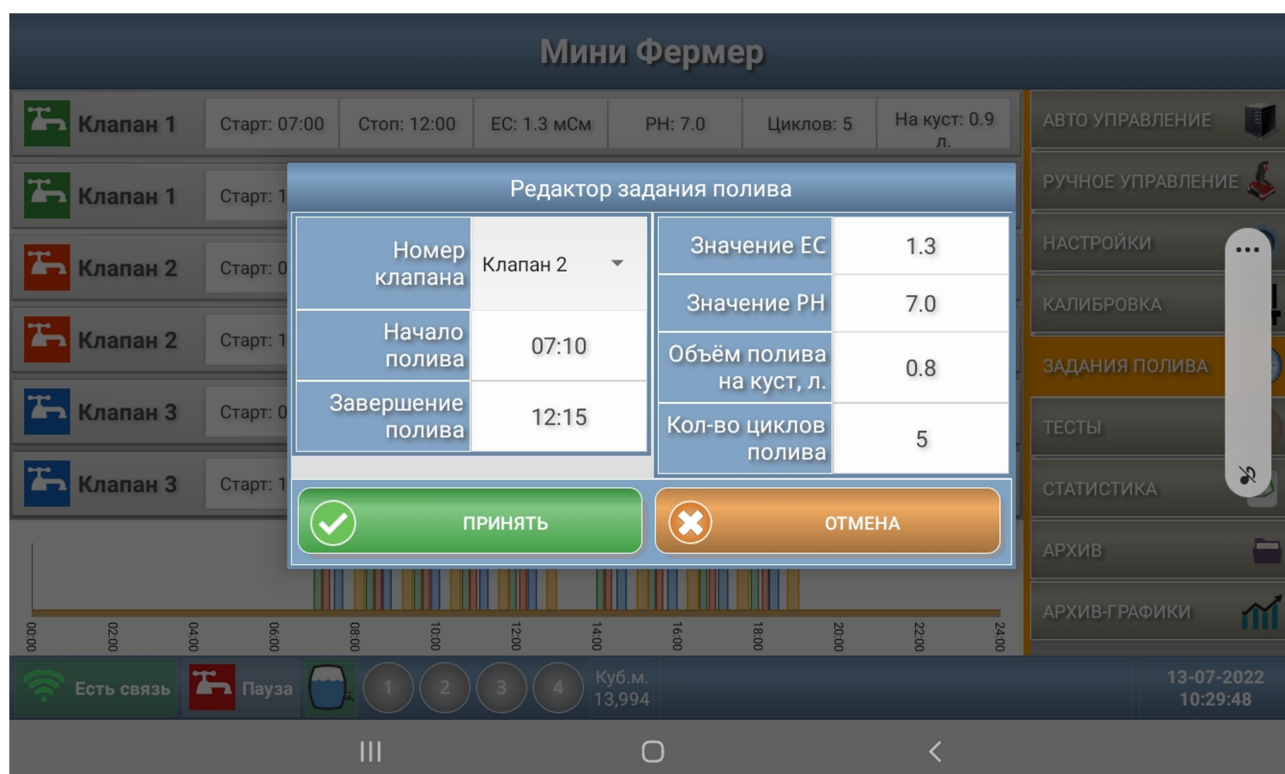 Мини Фермер
Клапан 1
Старт: 07:00
Стоп: 12:00
ЕС: 1.3 мСм
РН: 7.0
Циклов: 5
На куст: 0.9
л.
Клапан 1
Старт: 1
Клапан 2
Старт: 0
Клапан 2
Старт: 1
Клапан 3
Старт: 0
Клапан 3
Старт: 1
Редактор задания полива
Номер
клапана
Клапан 2
Начало
полива
07:10
Завершение
полива
12:15
Значение ЕС
1.3
Значение РН
7.0
Объём полива
на куст, л.
0.8
Кол-во циклов
полива
5
ПРИНЯТЬ
ОТМЕНА
АВТО УПРАВЛЕНИЕ
РУЧНОЕ УПРАВЛЕНИЕ
НАСТРОЙКИ
КАЛИБРОВКА
ЗАДАНИЯ ПОЛИВА
ТЕСТЫ
СТАТИСТИКА
АРХИВ
АРХИВ-ГРАФИКИ
00:00
02:00
04:00
06:00
08:00
10:00
12:00
14:00
16:00
18:00
20:00
22:00
24:00
Есть связь
Пауза
1
2
3
4
Куб.м.
13,994
13-07-2022
10:29:48